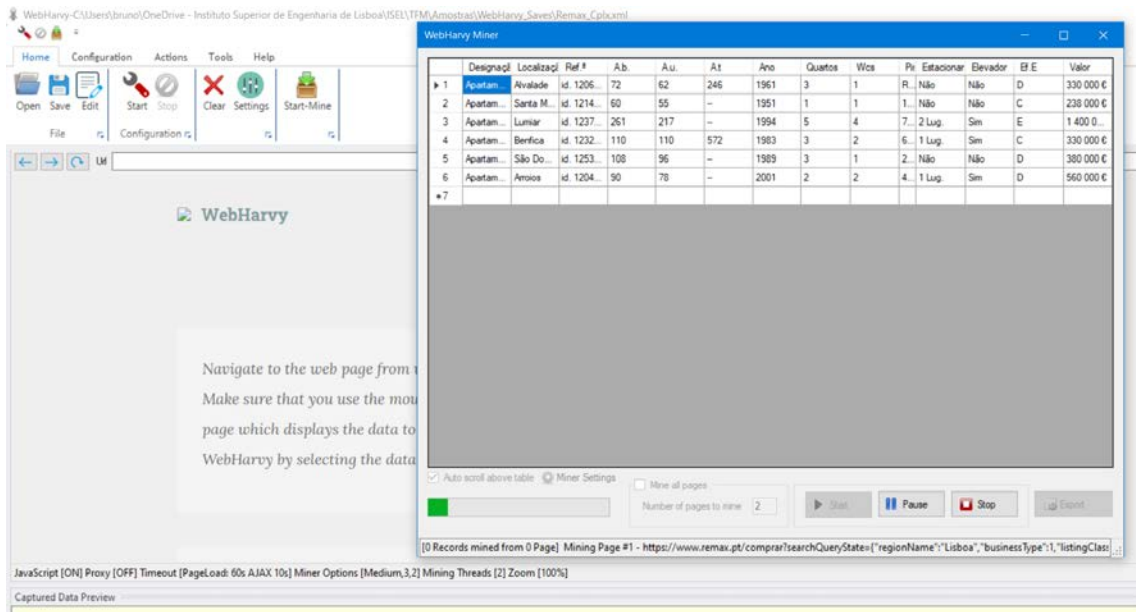 WebHarvy-C:\Users\bruno\OneDrive - Instituto Superior de Engenharia de Lisboa\ISEL\TFM\Amostras\WebHarvy_Saves\Remax_Cplx.xml
Home Configuration Actions Tools Help
Open Save Edit Start Stop Clear Settings Start-Mine
File Configuration
Url
WebHarvy
Navigate to the web page from
Make sure that you use the mou
page which displays the data to
WebHarvy by selecting the data
WebHarvy Miner
Designaçã Localizaçã Ref.ª A.b. A.u. A.t Ano Quartos Wcs Pis Estacionar Elevador Ef.E Valor
1 Apartam... Alvalade id. 1206... 72 62 246 1961 3 1 R... Não Não D 330 000 €
2 Apartam... Santa M... id. 1214... 60 55 – 1951 1 1 1... Não Não C 238 000 €
3 Apartam... Lumiar id. 1237... 261 217 – 1994 5 4 7... 2 Lug. Sim E 1 400 0...
4 Apartam... Benfica id. 1232... 110 110 572 1983 3 2 6... 1 Lug. Sim C 330 000 €
5 Apartam... São Do... id. 1253... 108 96 – 1989 3 1 2... Não Não D 380 000 €
6 Apartam... Arroios id. 1204... 90 78 – 2001 2 2 4... 1 Lug. Sim D 560 000 €
*7
Auto scroll above table Miner Settings
Mine all pages
Number of pages to mine 2
Start Pause Stop Export
[0 Records mined from 0 Page] Mining Page #1 - https://www.remax.pt/comprar?searchQueryState={"regionName":"Lisboa","businessType":1,"listingClass
JavaScript [ON] Proxy [OFF] Timeout [PageLoad: 60s AJAX 10s] Miner Options [Medium,3,2] Mining Threads [2] Zoom [100%]
Captured Data Preview